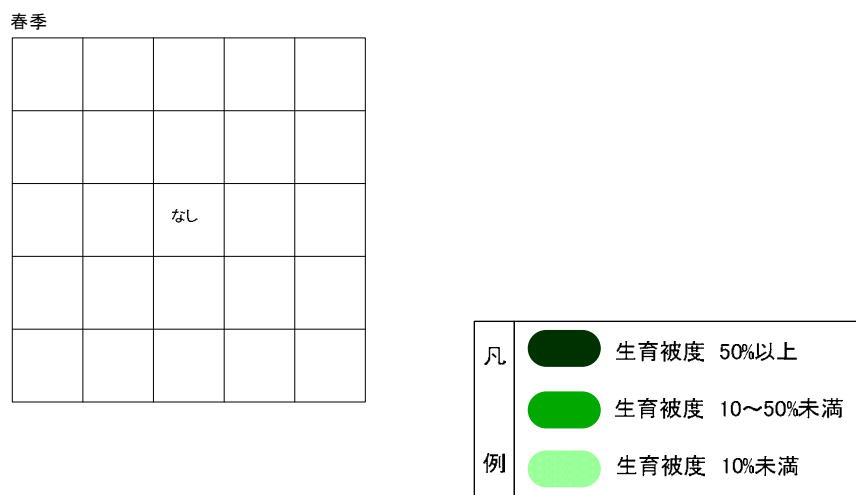 春季
なし
凡例
生育被度 50%以上
生育被度 10～50%未満
生育被度 10%未満